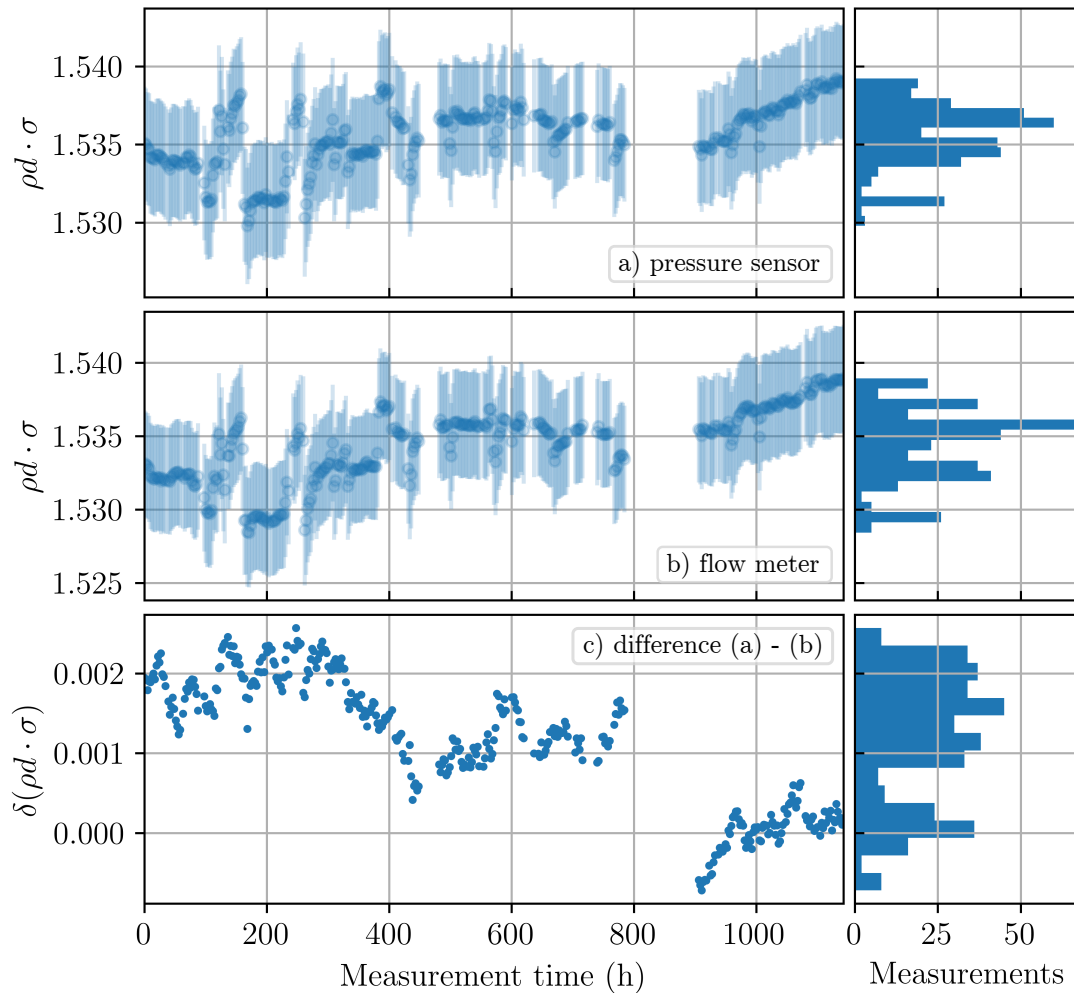 ρd · σ
1.540
1.535
1.530
a) pressure sensor
ρd · σ
1.540
1.535
1.530
1.525
b) flow meter
δ(ρd · σ)
0.002
0.001
0.000
c) difference (a) - (b)
0 200 400 600 800 1000
0 25 50
Measurement time (h)
Measurements